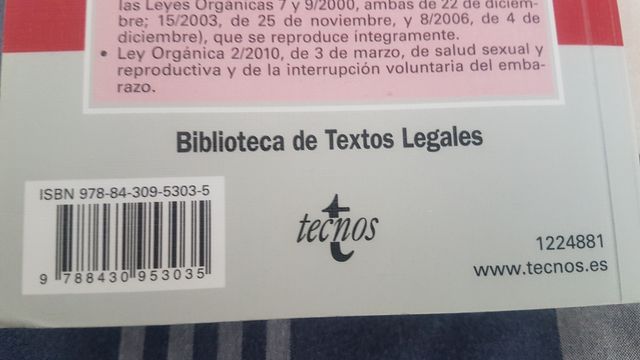 las Leyes Orgánicas 7 y 9/2000, ambas de 22 de diciem-
bre; 15/2003, de 25 de noviembre, y 8/2006, de 4 de
diciembre), que se reproduce íntegramente.
• Ley Orgánica 2/2010, de 3 de marzo, de salud sexual y
reproductiva y de la interrupción voluntaria del emba-
razo.
Biblioteca de Textos Legales
ISBN 978-84-309-5303-5
9 788430 953035
tecnos
1224881
www.tecnos.es